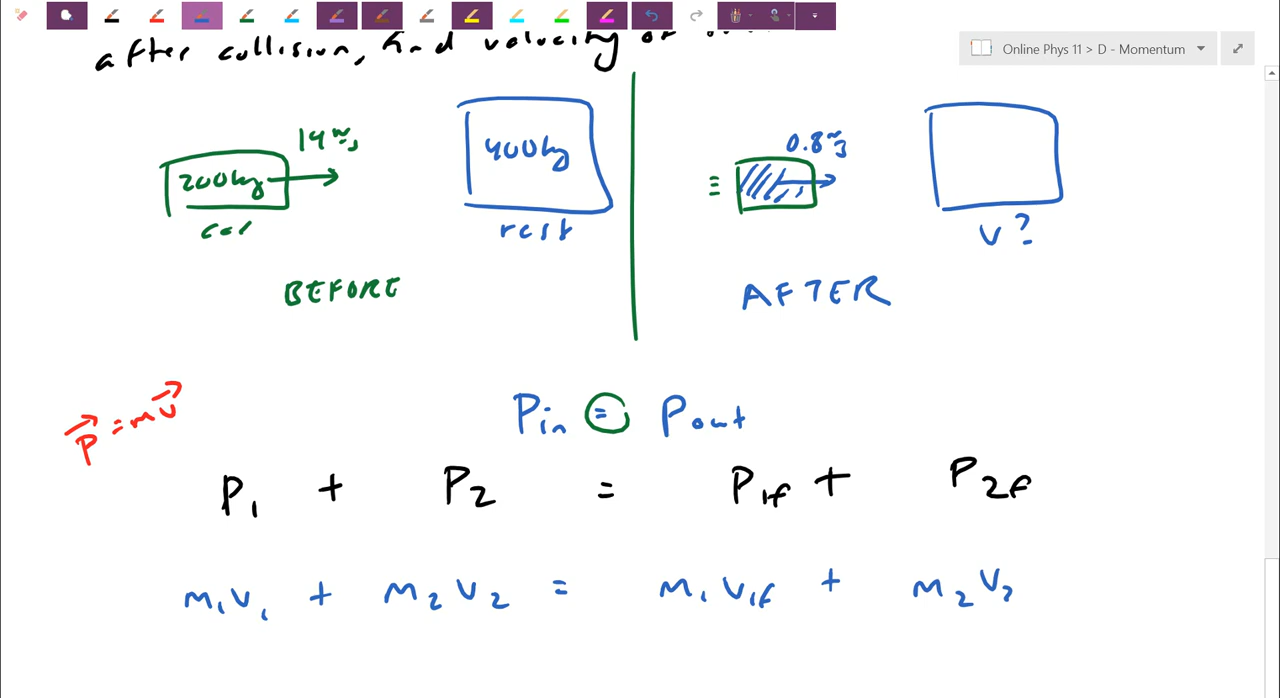 after collision, find velocity of
Online Phys 11 > D - Momentum
14 m/s
200kg
car
400kg
rest
0.8 m/s
v?
BEFORE
AFTER
P⃗ = mv⃗
Pin = Pout
P1 + P2 = P1f + P2f
m1v1 + m2v2 = m1v1f + m2v2